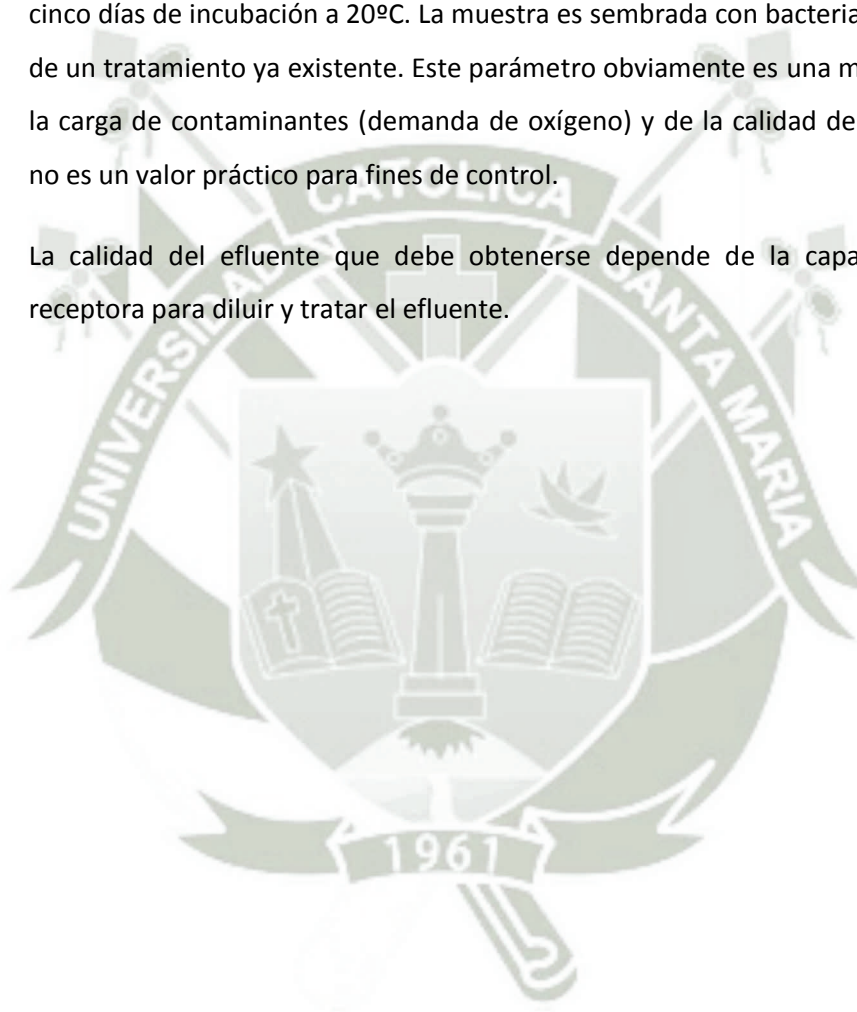 cinco días de incubación a 20ºC. La muestra es sembrada con bacteria
de un tratamiento ya existente. Este parámetro obviamente es una m
la carga de contaminantes (demanda de oxígeno) y de la calidad de
no es un valor práctico para fines de control.
La calidad del efluente que debe obtenerse depende de la capa
receptora para diluir y tratar el efluente.
UNIVERSIDAD CATOLICA SANTA MARIA
1961